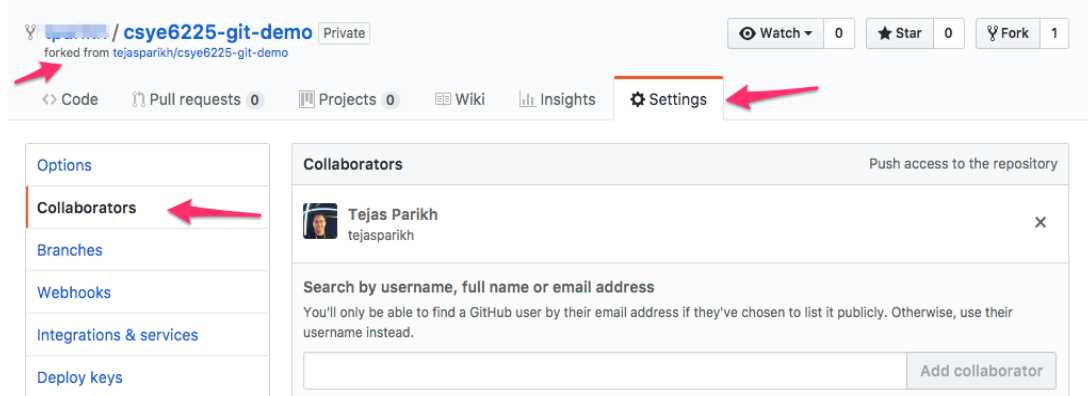 / csye6225-git-demo Private
Watch 0 Star 0 Fork 1
forked from tejasparikh/csye6225-git-demo
Code Pull requests 0 Projects 0 Wiki Insights Settings
Options
Collaborators
Branches
Webhooks
Integrations & services
Deploy keys
Collaborators Push access to the repository
Tejas Parikh
tejasparikh
Search by username, full name or email address
You'll only be able to find a GitHub user by their email address if they've chosen to list it publicly. Otherwise, use their
username instead.
Add collaborator